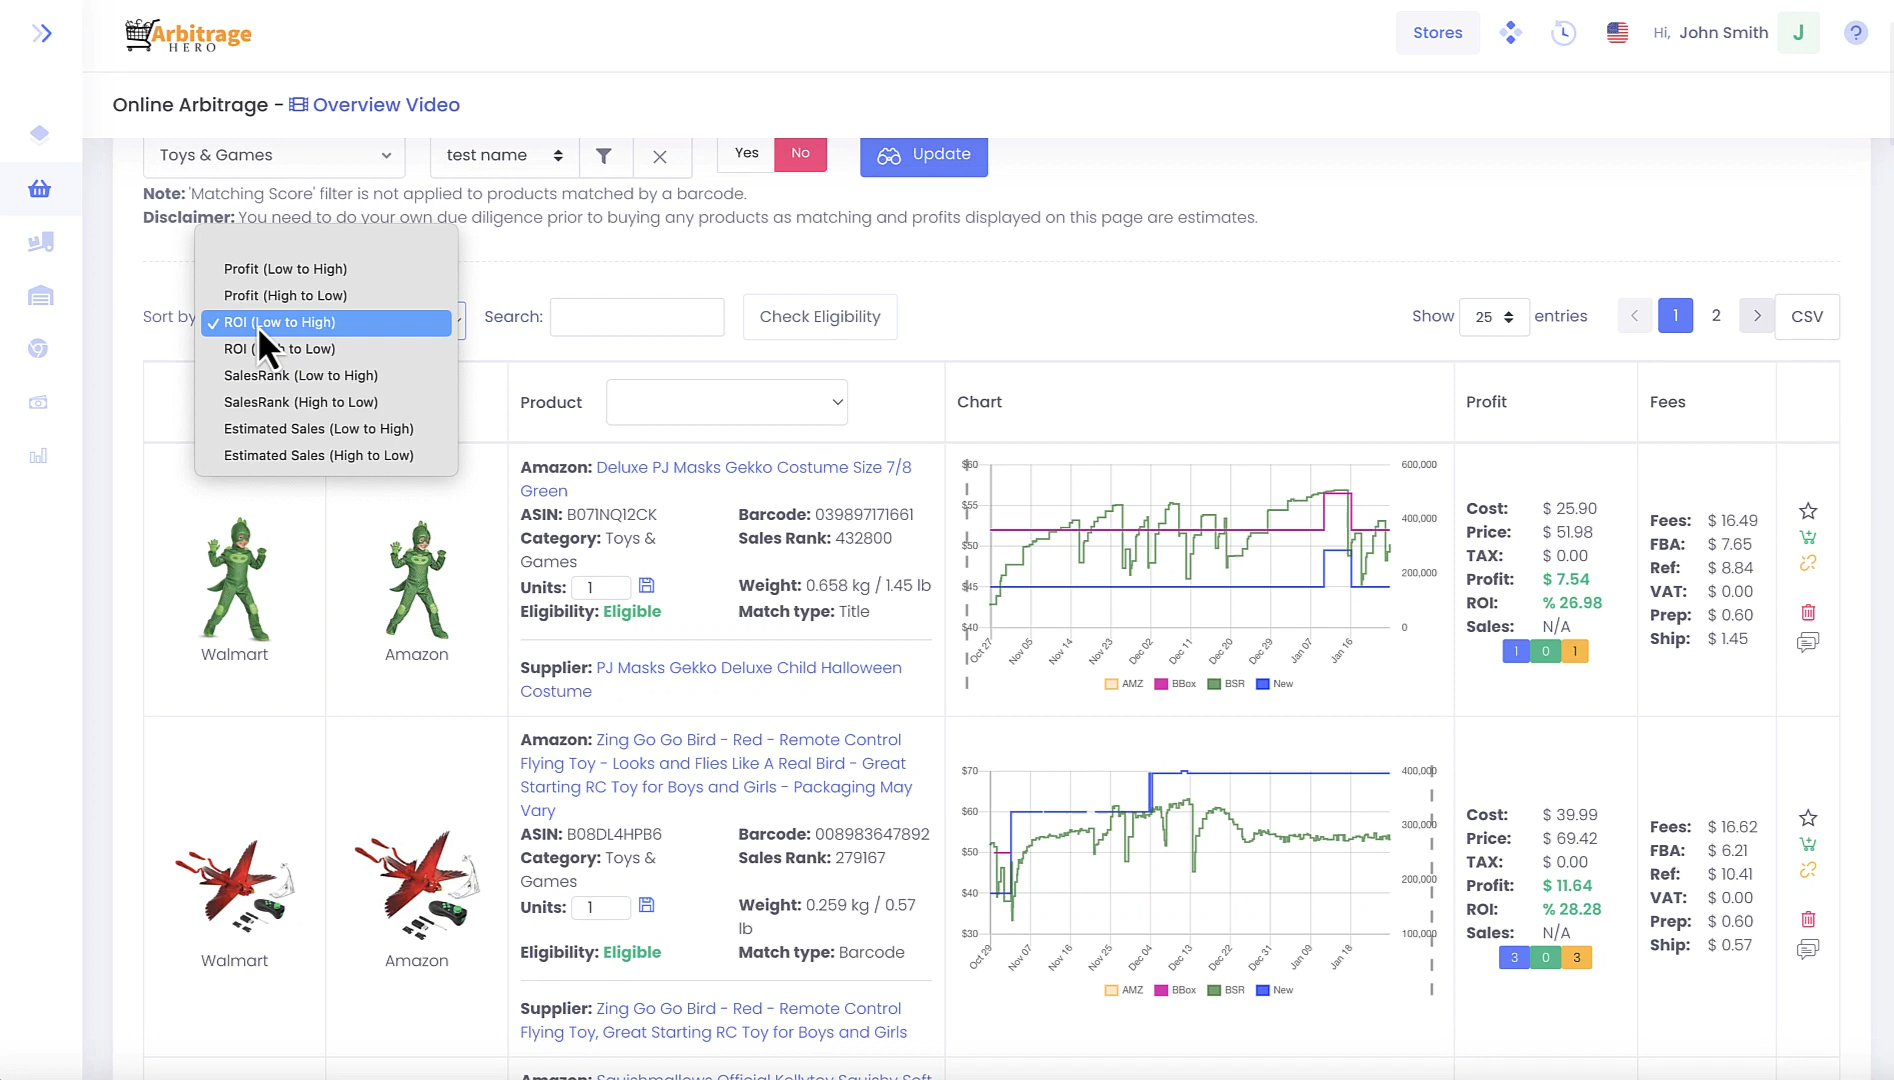 Arbitrage
HERO
Stores
Hi, John Smith
J
?
Online Arbitrage - Overview Video
Toys & Games
test name
Yes
No
Update
Note: 'Matching Score' filter is not applied to products matched by a barcode.
Disclaimer: You need to do your own due diligence prior to buying any products as matching and profits displayed on this page are estimates.
Profit (Low to High)
Profit (High to Low)
✓ ROI (Low to High)
ROI ( to Low)
SalesRank (Low to High)
SalesRank (High to Low)
Estimated Sales (Low to High)
Estimated Sales (High to Low)
Sort by
Search:
Check Eligibility
Show 25 entries
< 1 2 >
CSV
Product
Chart
Profit
Fees
Walmart
Amazon
Amazon: Deluxe PJ Masks Gekko Costume Size 7/8
Green
ASIN: B071NQ12CK
Barcode: 039897171661
Category: Toys &
Games
Sales Rank: 432800
Units: 1
Weight: 0.658 kg / 1.45 lb
Eligibility: Eligible
Match type: Title
Supplier: PJ Masks Gekko Deluxe Child Halloween
Costume
$60
$55
$50
$45
$40
600,000
400,000
200,000
0
Oct 27
Nov 05
Nov 14
Nov 23
Dec 02
Dec 11
Dec 20
Dec 29
Jan 07
Jan 16
AMZ BBox BSR New
Cost: $ 25.90
Price: $ 51.98
TAX: $ 0.00
Profit: $ 7.54
ROI: % 26.98
Sales: N/A
1 0 1
Fees: $ 16.49
FBA: $ 7.65
Ref: $ 8.84
VAT: $ 0.00
Prep: $ 0.60
Ship: $ 1.45
Walmart
Amazon
Amazon: Zing Go Go Bird - Red - Remote Control
Flying Toy - Looks and Flies Like A Real Bird - Great
Starting RC Toy for Boys and Girls - Packaging May
Vary
ASIN: B08DL4HPB6
Barcode: 008983647892
Category: Toys &
Games
Sales Rank: 279167
Units: 1
Weight: 0.259 kg / 0.57
lb
Eligibility: Eligible
Match type: Barcode
Supplier: Zing Go Go Bird - Red - Remote Control
Flying Toy, Great Starting RC Toy for Boys and Girls
$70
$60
$50
$40
$30
400,000
300,000
200,000
100,000
Oct 29
Nov 07
Nov 16
Nov 25
Dec 04
Dec 13
Dec 22
Dec 31
Jan 09
Jan 18
AMZ BBox BSR New
Cost: $ 39.99
Price: $ 69.42
TAX: $ 0.00
Profit: $ 11.64
ROI: % 28.28
Sales: N/A
3 0 3
Fees: $ 16.62
FBA: $ 6.21
Ref: $ 10.41
VAT: $ 0.00
Prep: $ 0.60
Ship: $ 0.57
Amazon: Squishmallows Official Kellytoy Squishy Soft